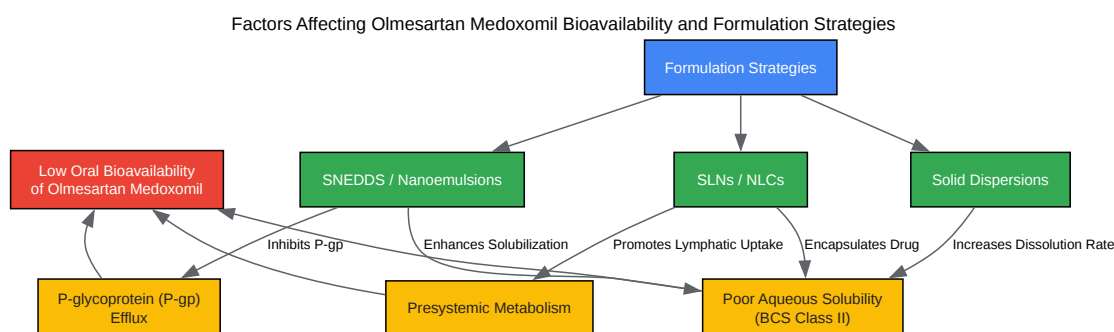 Factors Affecting Olmesartan Medoxomil Bioavailability and Formulation Strategies
Formulation Strategies
Low Oral Bioavailability
of Olmesartan Medoxomil
SNEDDS / Nanoemulsions
SLNs / NLCs
Solid Dispersions
Inhibits P-gp
Enhances Solubilization
Promotes Lymphatic Uptake
Encapsulates Drug
Increases Dissolution Rate
P-glycoprotein (P-gp)
Efflux
Presystemic Metabolism
Poor Aqueous Solubility
(BCS Class II)